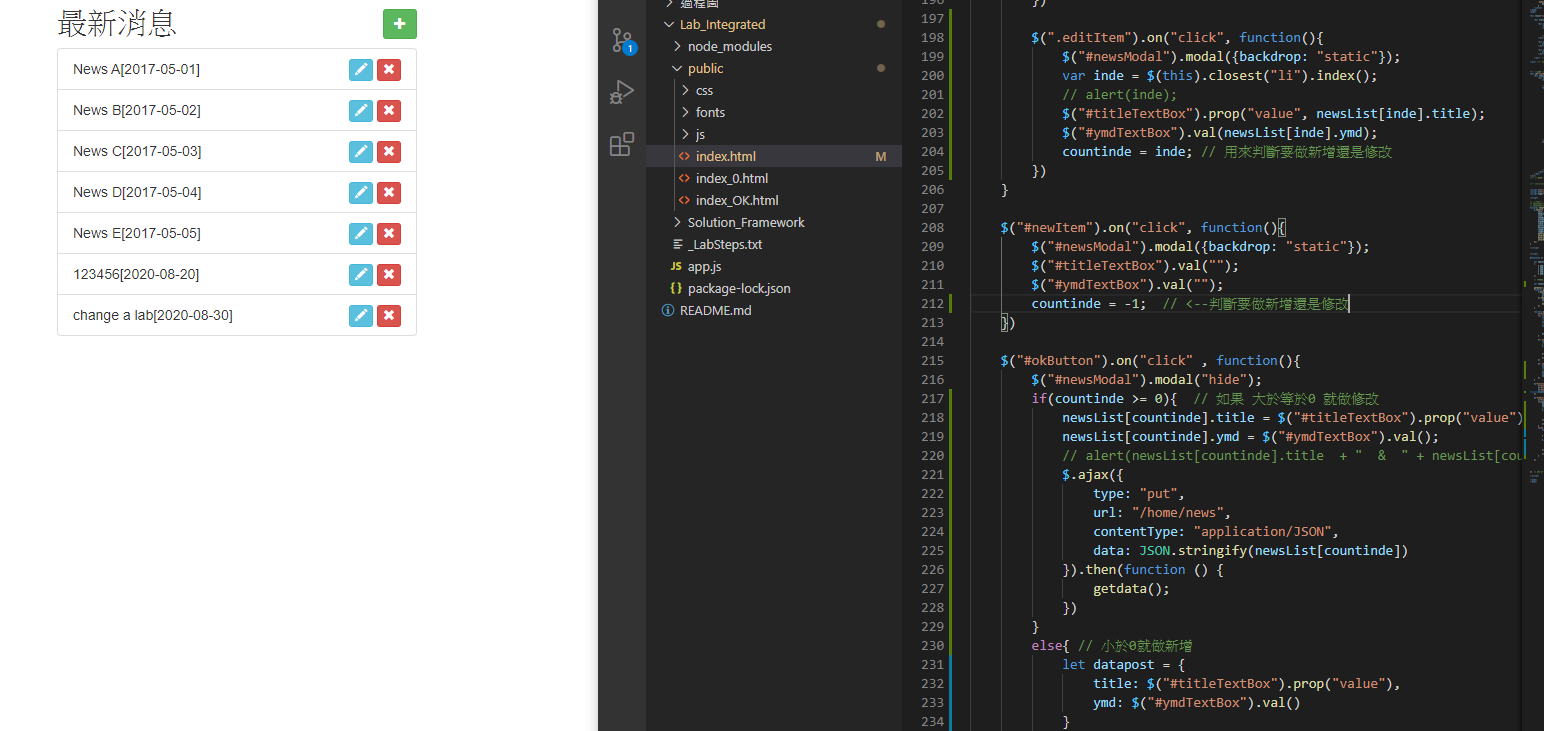 最新消息
News A[2017-05-01]
News B[2017-05-02]
News C[2017-05-03]
News D[2017-05-04]
News E[2017-05-05]
123456[2020-08-20]
change a lab[2020-08-30]
1
過程圖
Lab_Integrated
node_modules
public
css
fonts
js
index.html M
index_0.html
index_OK.html
Solution_Framework
_LabSteps.txt
JS app.js
{} package-lock.json
README.md
196 })
197
198 $(".editItem").on("click", function(){
199 $("#newsModal").modal({backdrop: "static"});
200 var inde = $(this).closest("li").index();
201 // alert(inde);
202 $("#titleTextBox").prop("value", newsList[inde].title);
203 $("#ymdTextBox").val(newsList[inde].ymd);
204 countinde = inde; // 用來判斷要做新增還是修改
205 })
206 }
207
208 $("#newItem").on("click", function(){
209 $("#newsModal").modal({backdrop: "static"});
210 $("#titleTextBox").val("");
211 $("#ymdTextBox").val("");
212 countinde = -1; // <--判斷要做新增還是修改
213 })
214
215 $("#okButton").on("click" , function(){
216 $("#newsModal").modal("hide");
217 if(countinde >= 0){ // 如果 大於等於0 就做修改
218 newsList[countinde].title = $("#titleTextBox").prop("value")
219 newsList[countinde].ymd = $("#ymdTextBox").val();
220 // alert(newsList[countinde].title + " & " + newsList[cou
221 $.ajax({
222 type: "put",
223 url: "/home/news",
224 contentType: "application/JSON",
225 data: JSON.stringify(newsList[countinde])
226 }).then(function () {
227 getdata();
228 })
229 }
230 else{ // 小於0就做新增
231 let datapost = {
232 title: $("#titleTextBox").prop("value"),
233 ymd: $("#ymdTextBox").val()
234 }